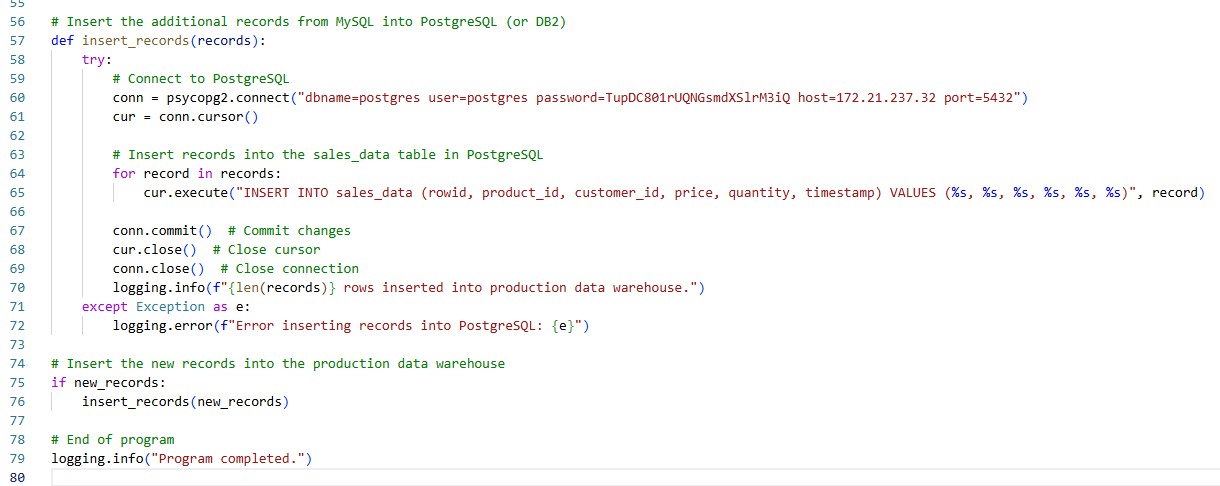 55
56 # Insert the additional records from MySQL into PostgreSQL (or DB2)
57 def insert_records(records):
58     try:
59         # Connect to PostgreSQL
60         conn = psycopg2.connect("dbname=postgres user=postgres password=TupDC801rUQNGsmdXSlrM3iQ host=172.21.237.32 port=5432")
61         cur = conn.cursor()
62
63         # Insert records into the sales_data table in PostgreSQL
64         for record in records:
65             cur.execute("INSERT INTO sales_data (rowid, product_id, customer_id, price, quantity, timestamp) VALUES (%s, %s, %s, %s, %s, %s)", record)
66
67         conn.commit()  # Commit changes
68         cur.close()  # Close cursor
69         conn.close()  # Close connection
70         logging.info(f"{len(records)} rows inserted into production data warehouse.")
71     except Exception as e:
72         logging.error(f"Error inserting records into PostgreSQL: {e}")
73
74 # Insert the new records into the production data warehouse
75 if new_records:
76     insert_records(new_records)
77
78 # End of program
79 logging.info("Program completed.")
80